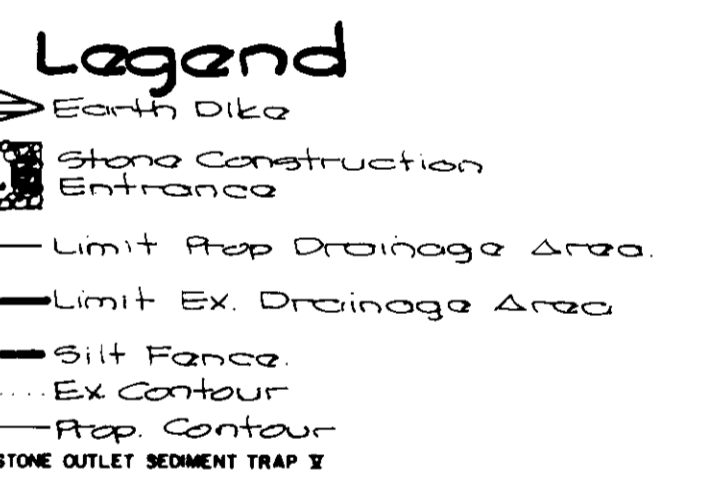 Legend
Earth Dike
Stone Construction
Entrance
Limit Prop Drainage Area.
Limit Ex. Drainage Area
Silt Fence.
Ex Contour
Prop. Contour
STONE OUTLET SEDIMENT TRAP V